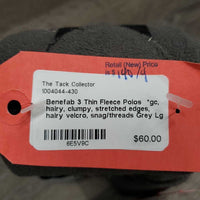 Retail (New) Price
The Tack Collector
1004044-430
Benefab 3 Thin Fleece Polos *gc,
hairy, clumpy, stretched edges,
hairy velcro, snag/threads Grey Lg
6E5V9C
$60.00